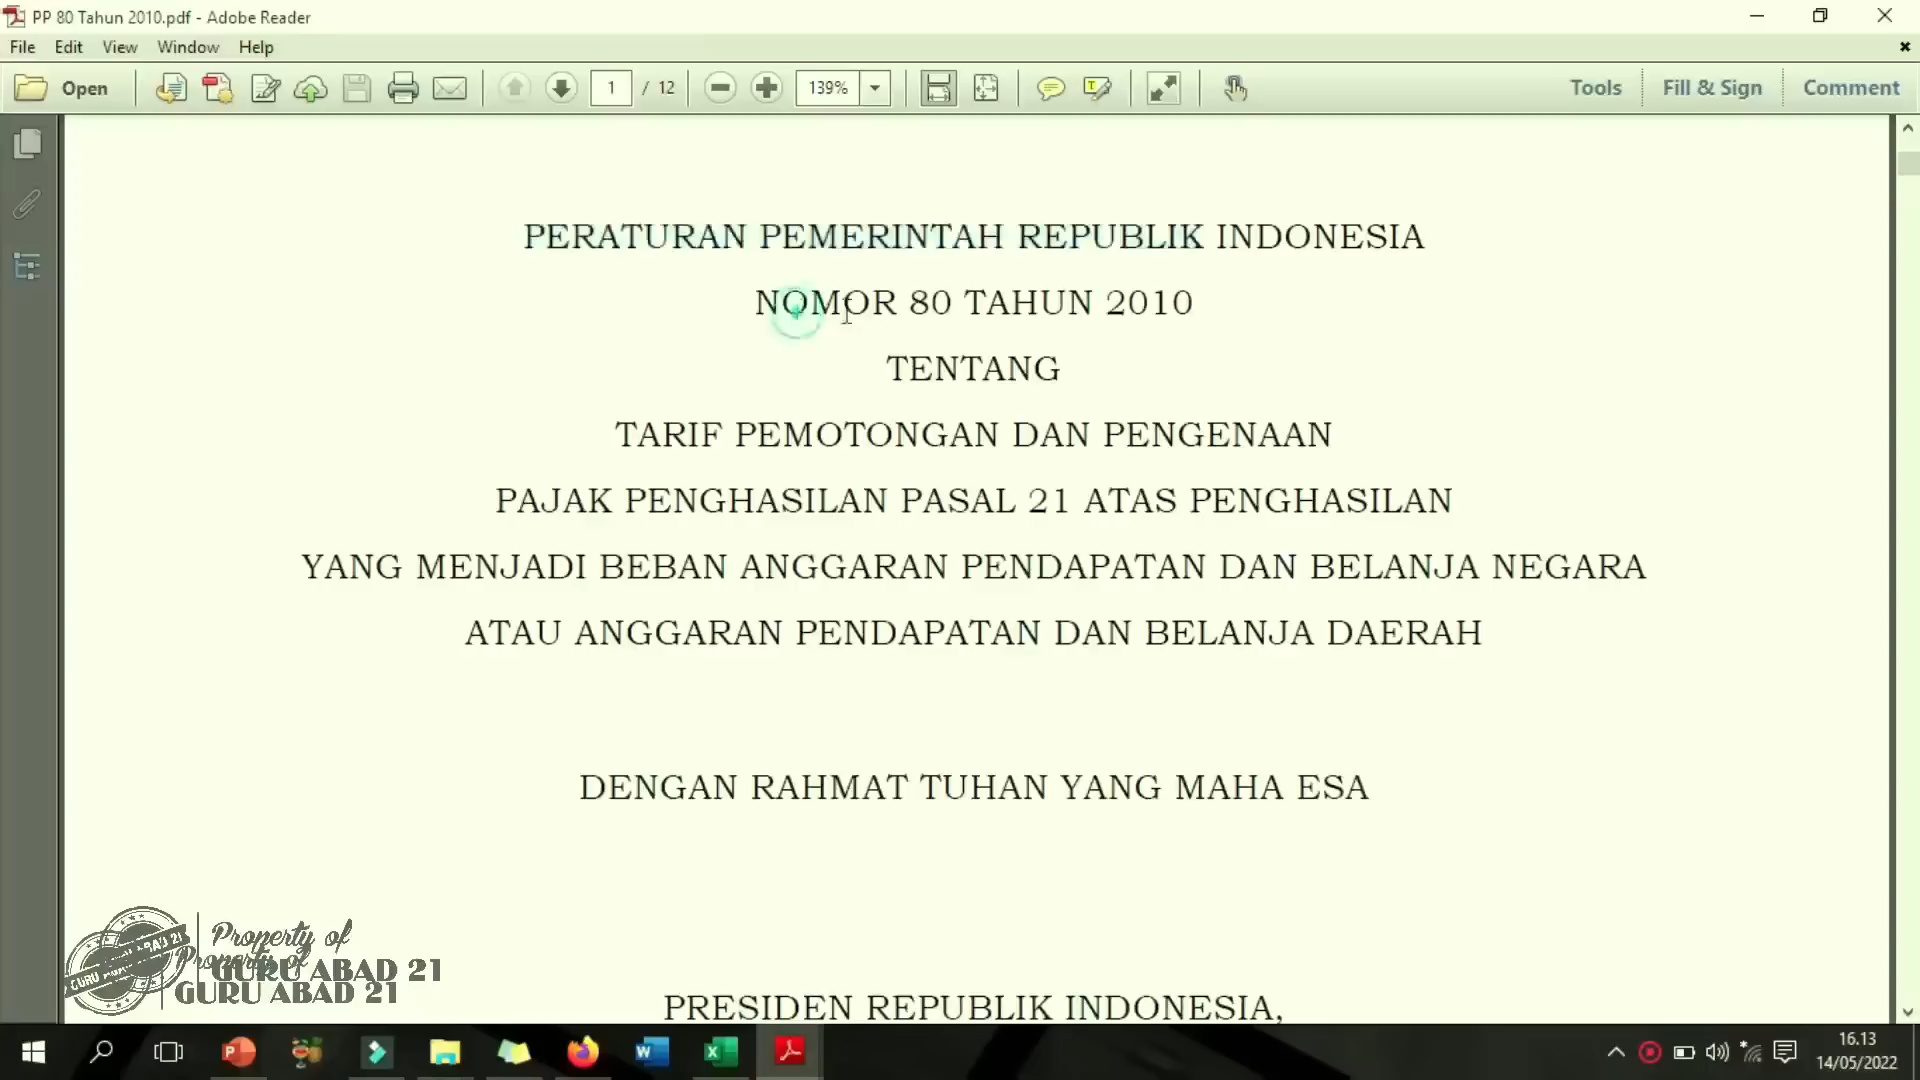 PP 80 Tahun 2010.pdf - Adobe Reader
File Edit View Window Help
Open 1 / 12 139% Tools Fill & Sign Comment
PERATURAN PEMERINTAH REPUBLIK INDONESIA
NOMOR 80 TAHUN 2010
TENTANG
TARIF PEMOTONGAN DAN PENGENAAN
PAJAK PENGHASILAN PASAL 21 ATAS PENGHASILAN
YANG MENJADI BEBAN ANGGARAN PENDAPATAN DAN BELANJA NEGARA
ATAU ANGGARAN PENDAPATAN DAN BELANJA DAERAH
DENGAN RAHMAT TUHAN YANG MAHA ESA
PRESIDEN REPUBLIK INDONESIA,
Property of
GURU ABAD 21
Property of
GURU ABAD 21
16.13
14/05/2022